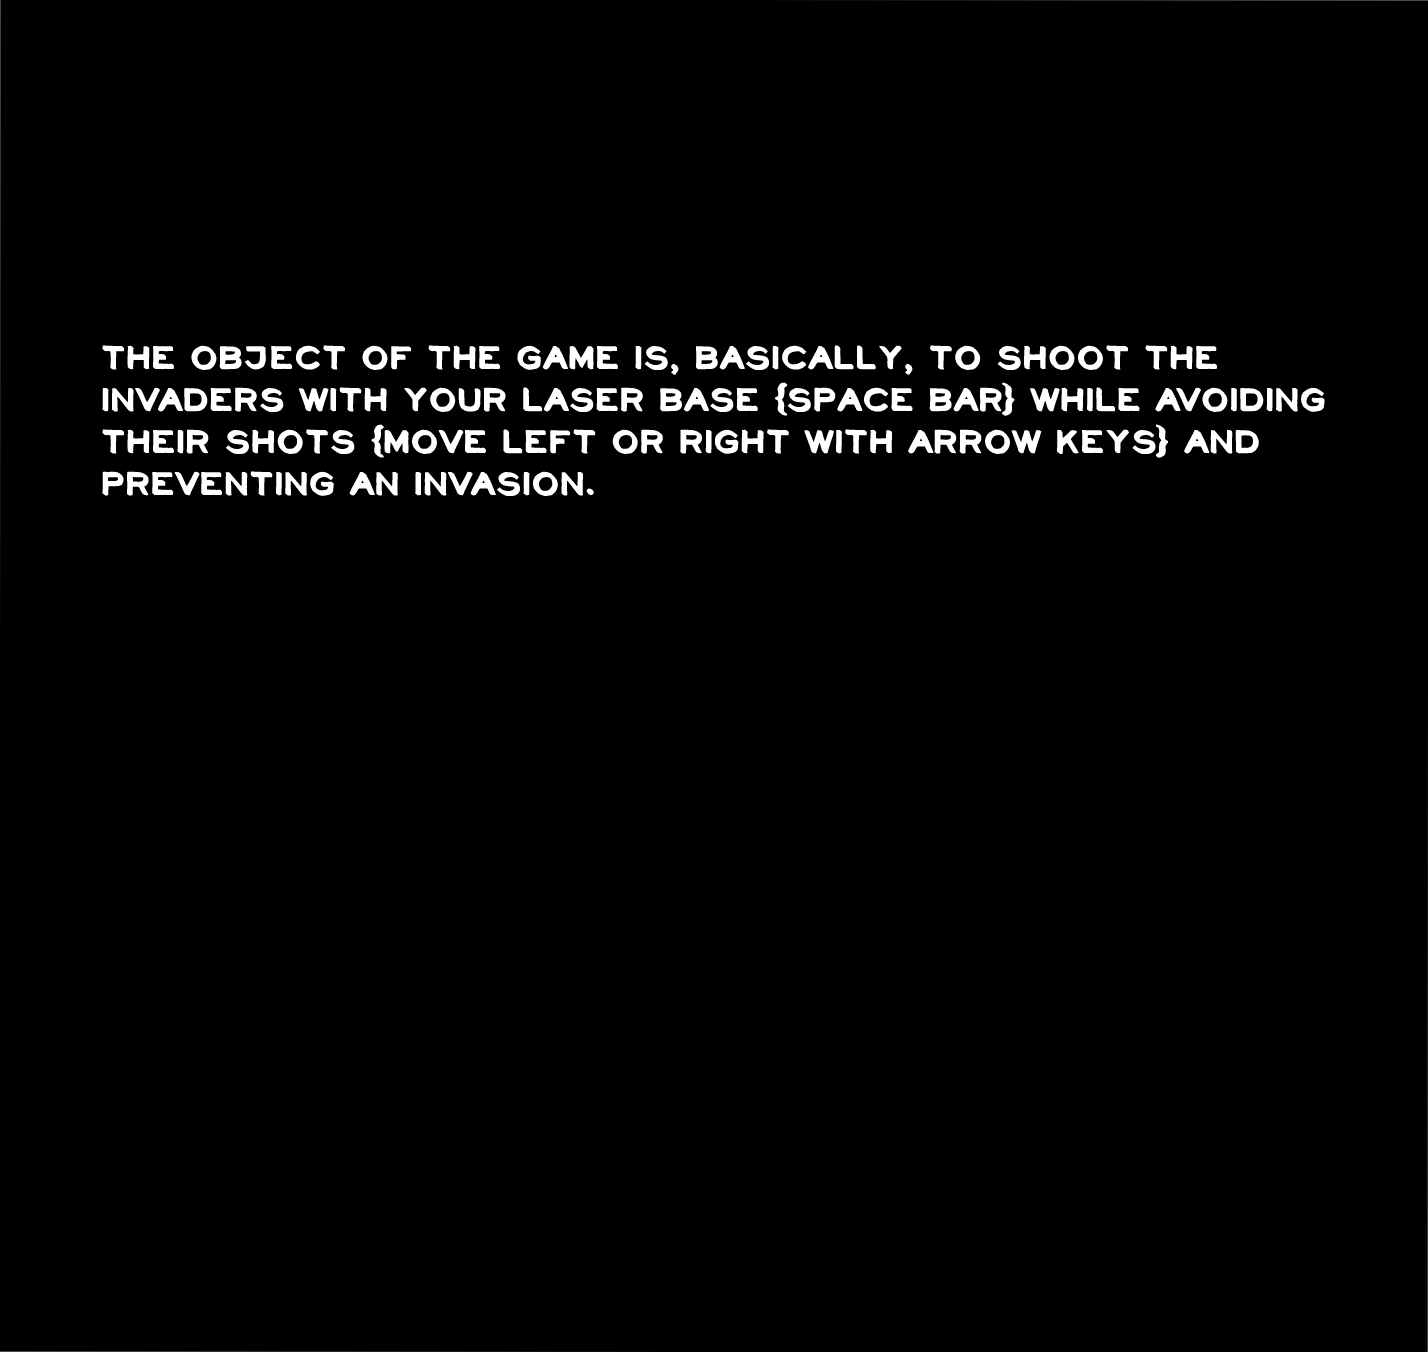 THE OBJECT OF THE GAME IS, BASICALLY, TO SHOOT THE
INVADERS WITH YOUR LASER BASE {SPACE BAR} WHILE AVOIDING
THEIR SHOTS {MOVE LEFT OR RIGHT WITH ARROW KEYS} AND
PREVENTING AN INVASION.